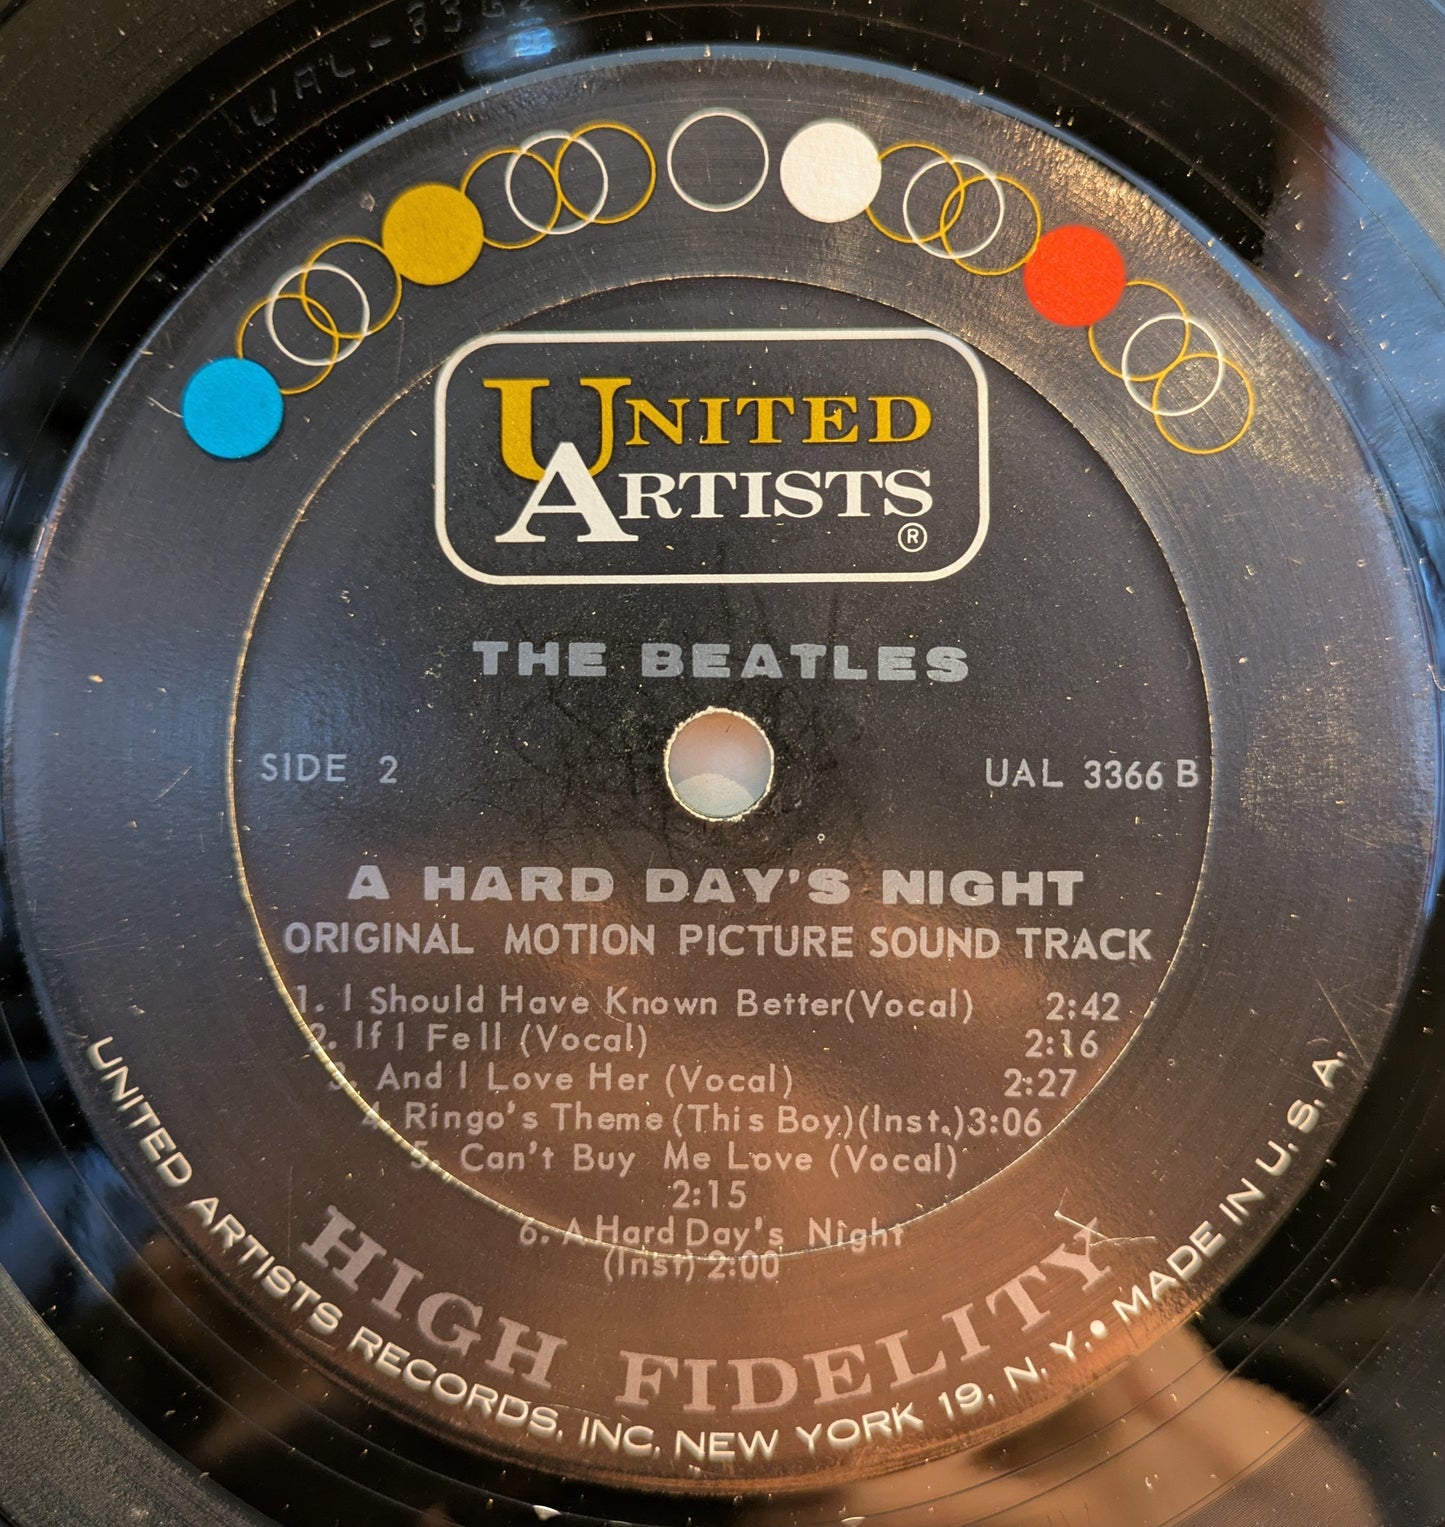 UAL-336
UNITED
ARTISTS
®
THE BEATLES
SIDE 2
UAL 3366 B
A HARD DAY'S NIGHT
ORIGINAL MOTION PICTURE SOUND TRACK
1. I Should Have Known Better(Vocal) 2:42
2. If I Fell (Vocal) 2:16
3. And I Love Her (Vocal) 2:27
4. Ringo's Theme(This Boy)(Inst.)3:06
5. Can't Buy Me Love (Vocal)
2:15
6. A Hard Day's Night
(Inst) 2:00
HIGH FIDELITY
UNITED ARTISTS RECORDS, INC, NEW YORK 19, N. Y. • MADE IN U. S. A.